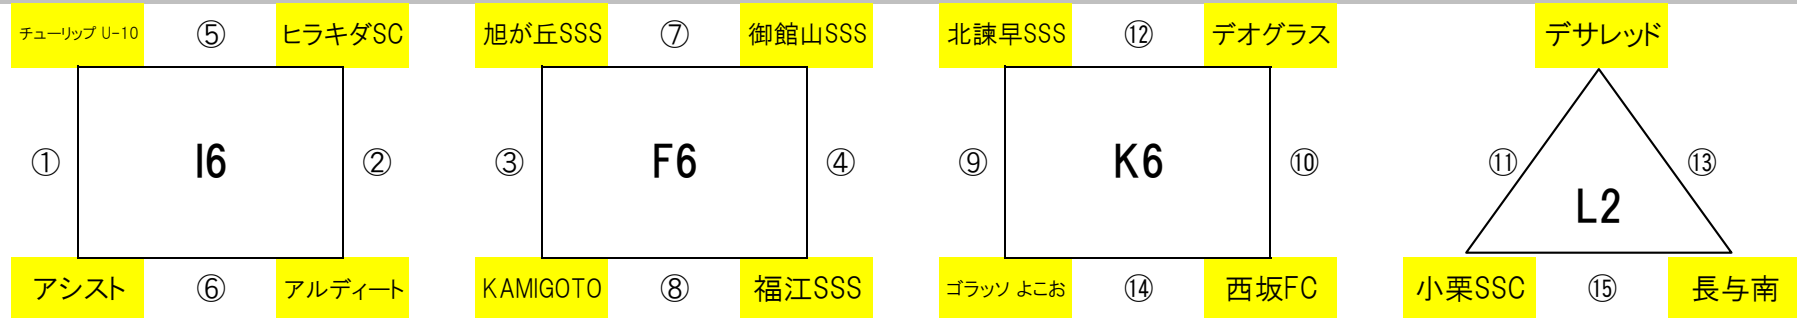 チューリップ U-10 ⑤ ヒラキダSC 旭が丘SSS ⑦ 御館山SSS 北諫早SSS ⑫ デオグラス デサレッド
① I6 ② ③ F6 ④ ⑨ K6 ⑩ ⑪ ⑬
L2
アシスト ⑥ アルディート KAMIGOTO ⑧ 福江SSS ゴラッソ よこお ⑭ 西坂FC 小栗SSC ⑮ 長与南